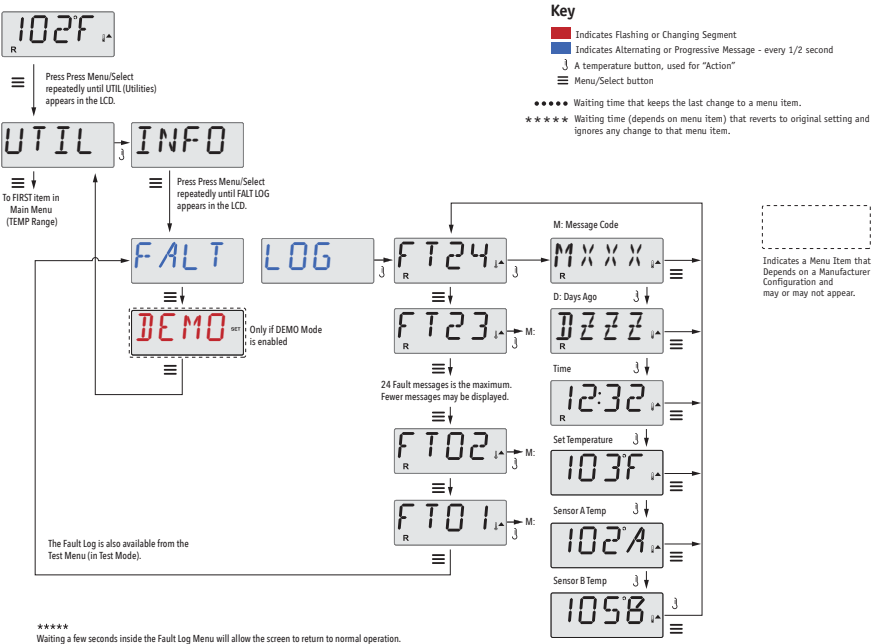 Key
Indicates Flashing or Changing Segment
Indicates Alternating or Progressive Message - every 1/2 second
A temperature button, used for “Action”
Menu/Select button
••••• Waiting time that keeps the last change to a menu item.
***** Waiting time (depends on menu item) that reverts to original setting and
ignores any change to that menu item.
102°F
R
Press Press Menu/Select
repeatedly until UTIL (Utilities)
appears in the LCD.
UTIL
INFO
To FIRST item in
Main Menu
(TEMP Range)
Press Press Menu/Select
repeatedly until FALT LOG
appears in the LCD.
FALT
LOG
FT24
R
M: Message Code
MXXX
R
Indicates a Menu Item that
Depends on a Manufacturer
Configuration and
may or may not appear.
DEMO
SET
Only if DEMO Mode
is enabled
FT23
R
M:
D: Days Ago
DZZZ
R
24 Fault messages is the maximum.
Fewer messages may be displayed.
Time
12:32
R
FT02
R
M:
Set Temperature
103°F
FT01
R
M:
Sensor A Temp
102°A
Sensor B Temp
105°B
The Fault Log is also available from the
Test Menu (in Test Mode).
*****
Waiting a few seconds inside the Fault Log Menu will allow the screen to return to normal operation.